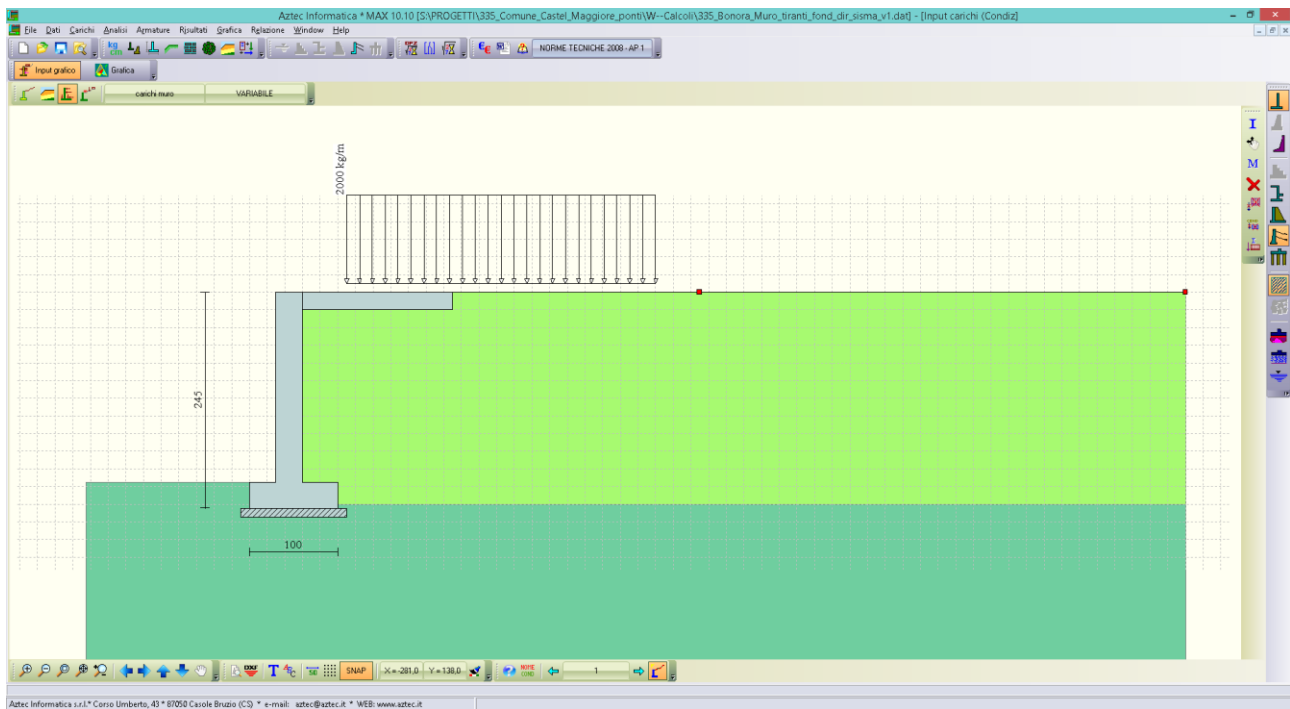 Aztec Informatica * MAX 10.10 [S:\PROGETTI\335_Comune_Castel_Maggiore_ponti\W--Calcoli\335_Bonora_Muro_tiranti_fond_dir_sisma_v1.dat] - [Input carichi (Condiz]
File Dati Carichi Analisi Armature Risultati Grafica Relazione Window Help
NORME TECNICHE 2008 - AP 1
Input grafico Grafica
carichi muro VARIABILE
2000 kg/m
245
100
SNAP X = -281,0 Y = 138,0 1
Aztec Informatica s.r.l.* Corso Umberto, 43 * 87050 Casole Bruzio (CS) * e-mail: aztec@aztec.it * WEB: www.aztec.it